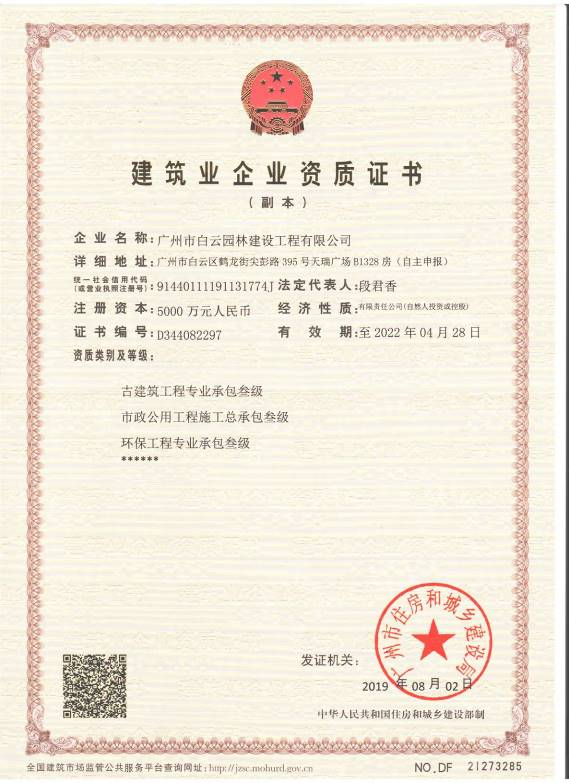 建筑业企业资质证书
（副本）
企业名称：广州市白云园林建设工程有限公司
详细地址：广州市白云区鹤龙街尖彭路395号天瑞广场B1328房（自主申报）
统一社会信用代码
(或营业执照注册号)：91440111191131774J 法定代表人：段君香
注册资本：5000万元人民币 经济性质：有限责任公司(自然人投资或控股)
证书编号：D344082297 有效期：至2022年04月28日
资质类别及等级：
古建筑工程专业承包叁级
市政公用工程施工总承包叁级
环保工程专业承包叁级
******
广州市住房和城乡建设局
发证机关：
2019年08月02日
中华人民共和国住房和城乡建设部制
全国建筑市场监管公共服务平台查询网址：http://jzsc.mohurd.gov.cn
NO.DF 21273285